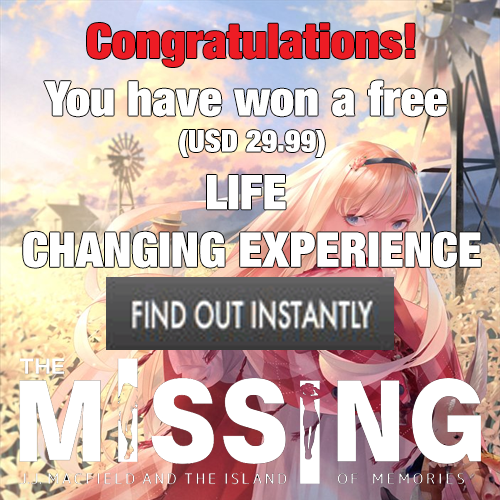 Congratulations!
You have won a free
(USD 29.99)
LIFE
CHANGING EXPERIENCE
FIND OUT INSTANTLY
THE
MISSING
J.J. MACFIELD AND THE ISLAND OF MEMORIES